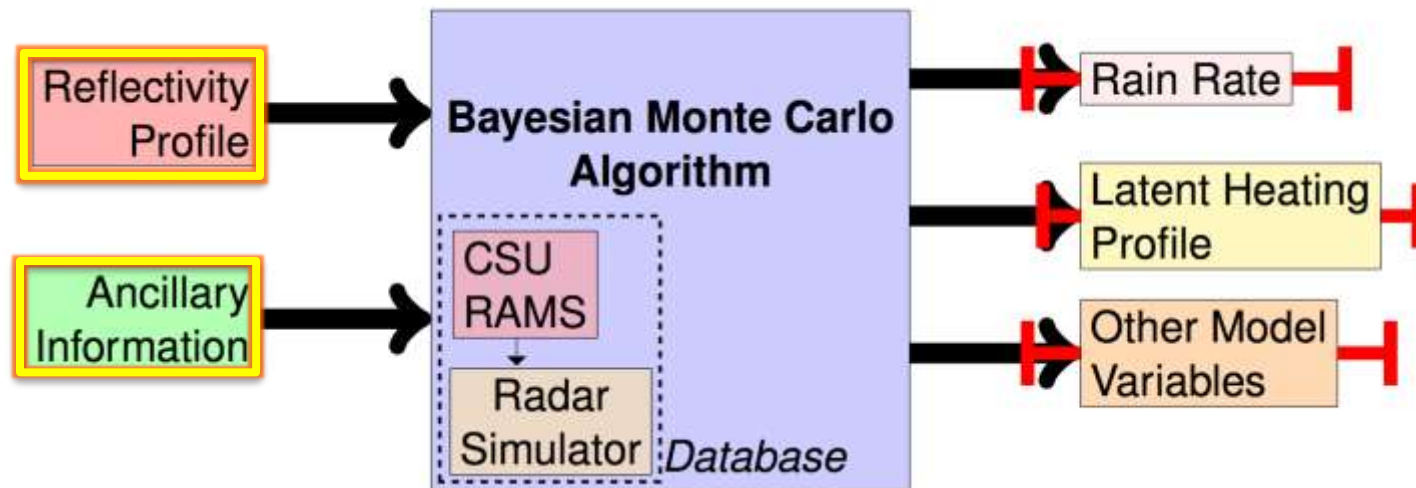 Reflectivity
Profile
Ancillary
Information
Bayesian Monte Carlo
Algorithm
CSU
RAMS
Radar
Simulator
Database
Rain Rate
Latent Heating
Profile
Other Model
Variables